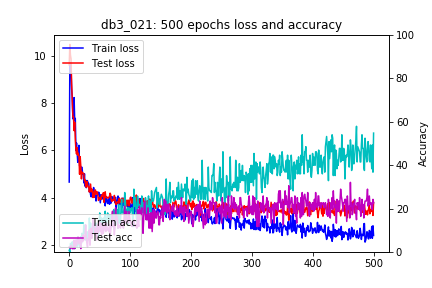 db3_021: 500 epochs loss and accuracy
Train loss
Test loss
Train acc
Test acc
Loss
Accuracy
10
8
6
4
2
100
80
60
40
20
0
0
100
200
300
400
500